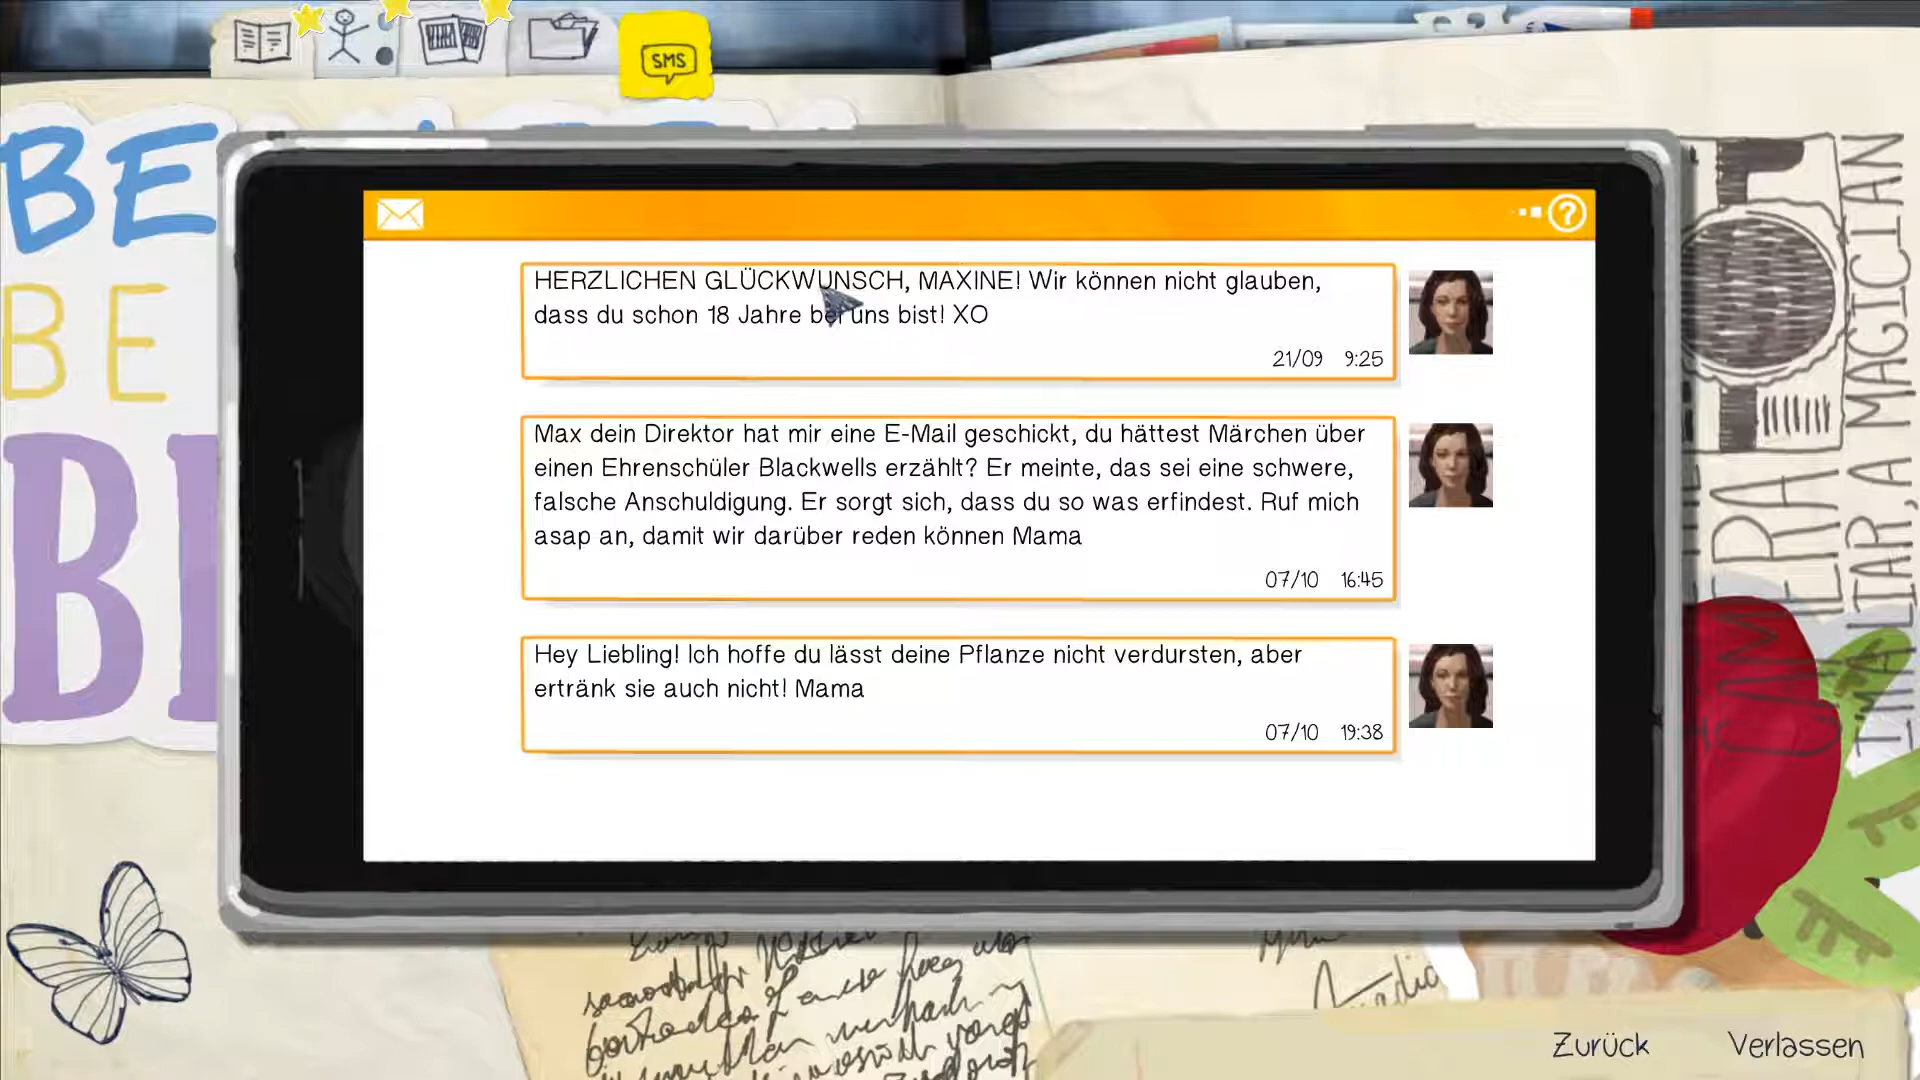 SMS
BE
BE
HERZLICHEN GLÜCKWUNSCH, MAXINE! Wir können nicht glauben,
dass du schon 18 Jahre bei uns bist! XO
21/09 9:25
Max dein Direktor hat mir eine E-Mail geschickt, du hättest Märchen über
einen Ehrenschüler Blackwells erzählt? Er meinte, das sei eine schwere,
falsche Anschuldigung. Er sorgt sich, dass du so was erfindest. Ruf mich
asap an, damit wir darüber reden können Mama
07/10 16:45
Hey Liebling! Ich hoffe du lässt deine Pflanze nicht verdursten, aber
ertränk sie auch nicht! Mama
07/10 19:38
CAMERA
LIAR, A MAGICIAN
Zurück Verlassen